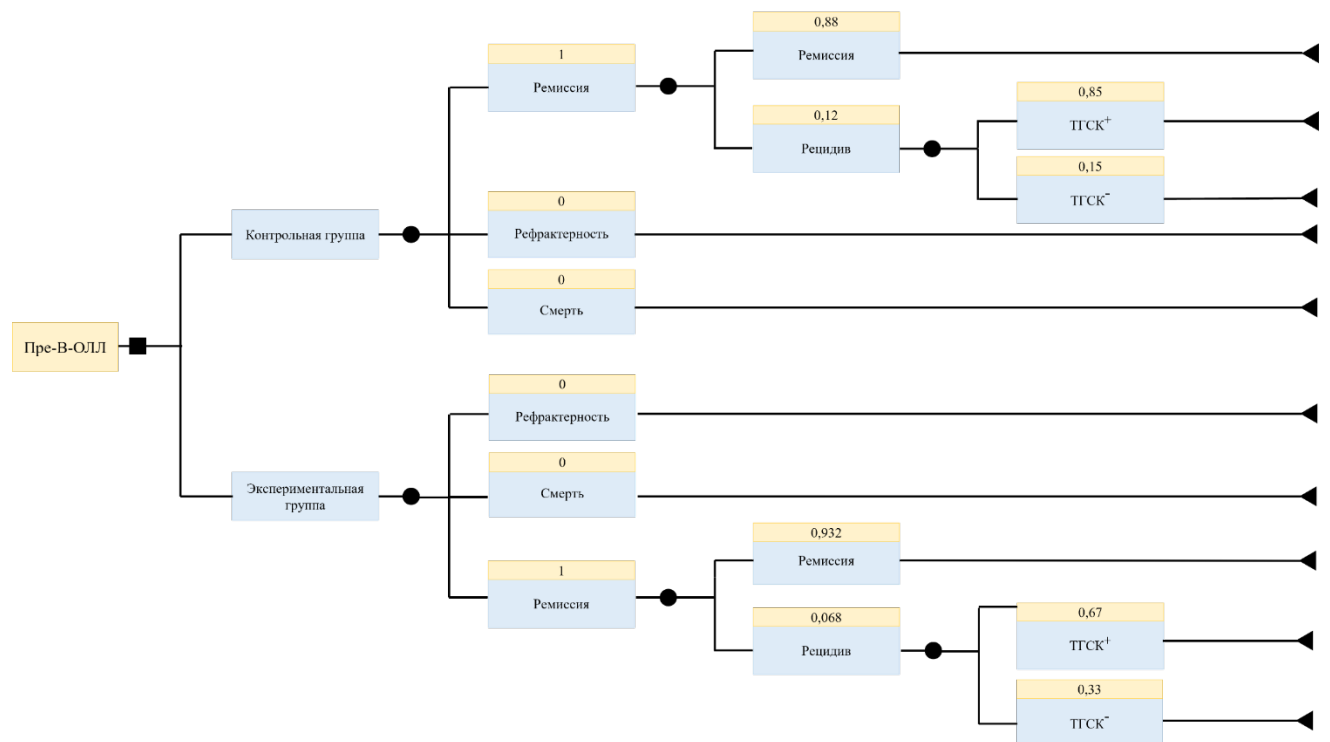 0,88
Ремиссия
1
Ремиссия
0,85
ТГСК⁺
0,12
Рецидив
0,15
ТГСК⁻
0
Рефрактерность
Контрольная группа
0
Смерть
Пре-В-ОЛЛ
0
Рефрактерность
0
Смерть
Экспериментальная
группа
0,932
Ремиссия
1
Ремиссия
0,068
Рецидив
0,67
ТГСК⁺
0,33
ТГСК⁻